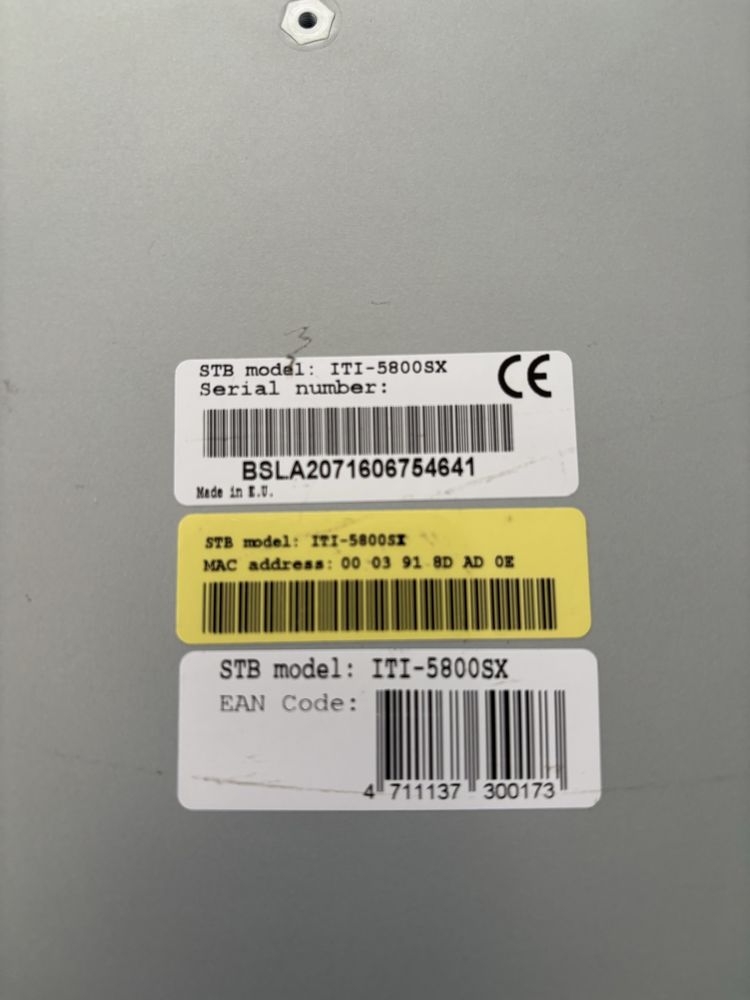 STB model: ITI-5800SX
CE
Serial number:
BSLA2071606754641
Made in E.U.
STB model: ITI-5800SX
MAC address: 00 03 91 8D AD 0E
STB model: ITI-5800SX
EAN Code:
4 711137 300173